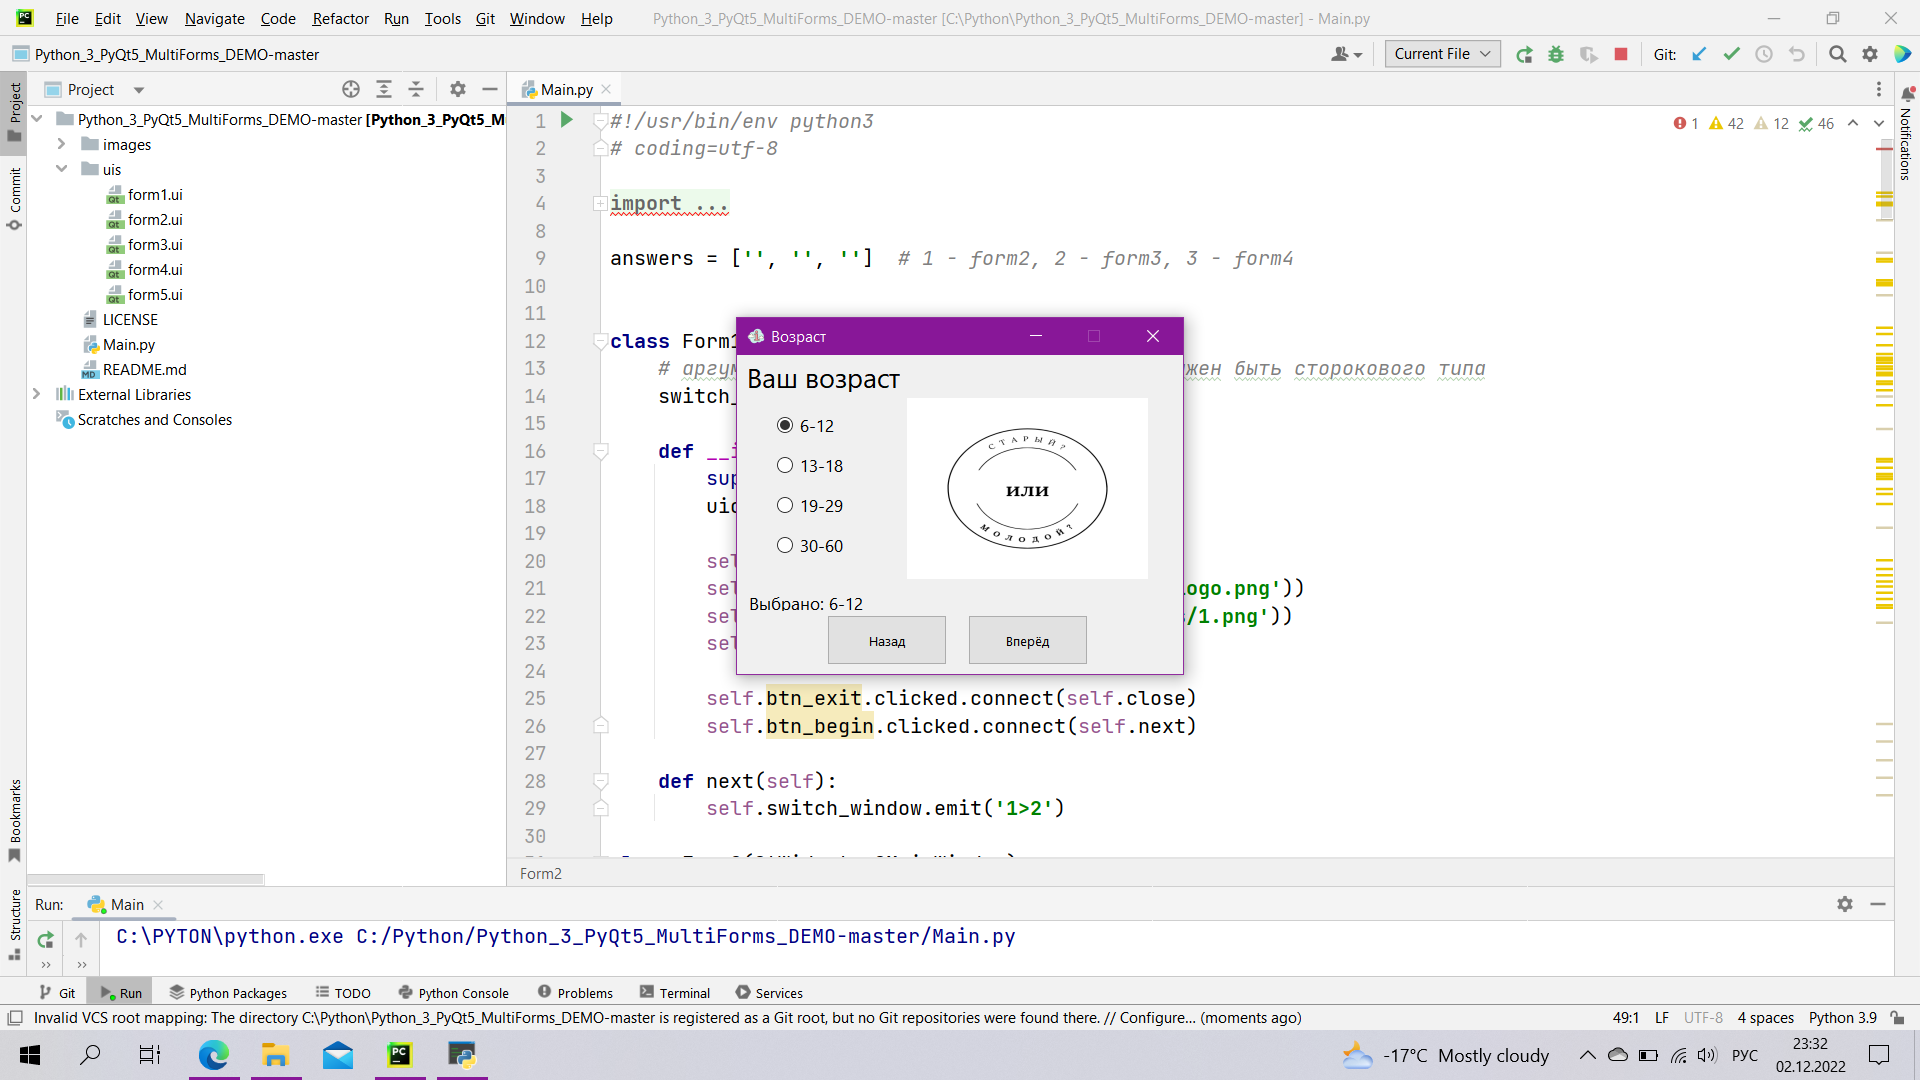 File Edit View Navigate Code Refactor Run Tools Git Window Help Python_3_PyQt5_MultiForms_DEMO-master [C:\Python\Python_3_PyQt5_MultiForms_DEMO-master] - Main.py
Python_3_PyQt5_MultiForms_DEMO-master
Current File
Git:
Project
Main.py
Project
Commit
Bookmarks
Structure
Notifications
Python_3_PyQt5_MultiForms_DEMO-master [Python_3_PyQt5_M
images
uis
form1.ui
form2.ui
form3.ui
form4.ui
form5.ui
LICENSE
Main.py
README.md
External Libraries
Scratches and Consoles
1 42 12 46
1 #!/usr/bin/env python3
2 # coding=utf-8
3
4 import ...
8
9 answers = ['', '', ''] # 1 - form2, 2 - form3, 3 - form4
10
11
12 class Form1
13 # аргум жен быть сторокового типа
14 switch_
15
16 def __i
17 sup
18 uic
19
20 sel
21 sel logo.png'))
22 sel s/1.png'))
23 sel
24
25 self.btn_exit.clicked.connect(self.close)
26 self.btn_begin.clicked.connect(self.next)
27
28 def next(self):
29 self.switch_window.emit('1>2')
30
Form2
Возраст
Ваш возраст
6-12
13-18
19-29
30-60
СТАРЫЙ?
или
МОЛОДОЙ?
Выбрано: 6-12
Назад Вперёд
Run: Main
C:\PYTON\python.exe C:/Python/Python_3_PyQt5_MultiForms_DEMO-master/Main.py
Git Run Python Packages TODO Python Console Problems Terminal Services
Invalid VCS root mapping: The directory C:\Python\Python_3_PyQt5_MultiForms_DEMO-master is registered as a Git root, but no Git repositories were found there. // Configure... (moments ago) 49:1 LF UTF-8 4 spaces Python 3.9
-17°C Mostly cloudy РУС 23:32
02.12.2022